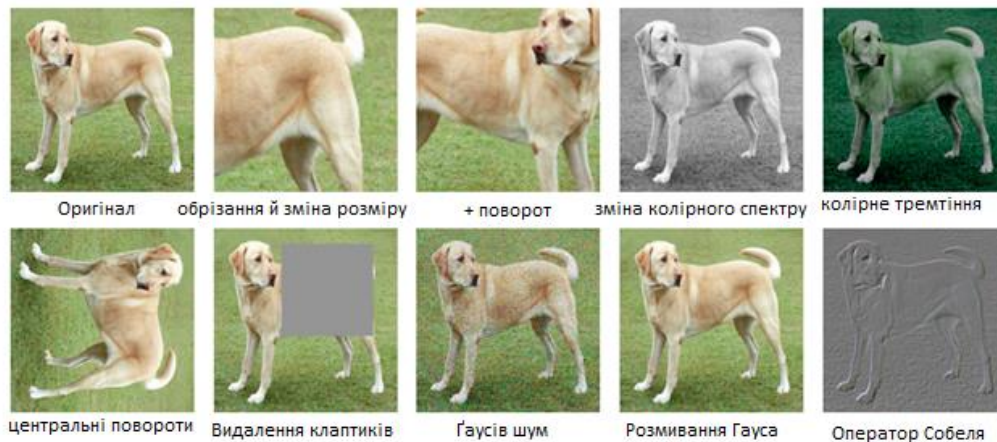 Оригінал
обрізання й зміна розміру
+ поворот
зміна колірного спектру
колірне тремтіння
центральні повороти
Видалення клаптиків
Ґаусів шум
Розмивання Гауса
Оператор Собеля